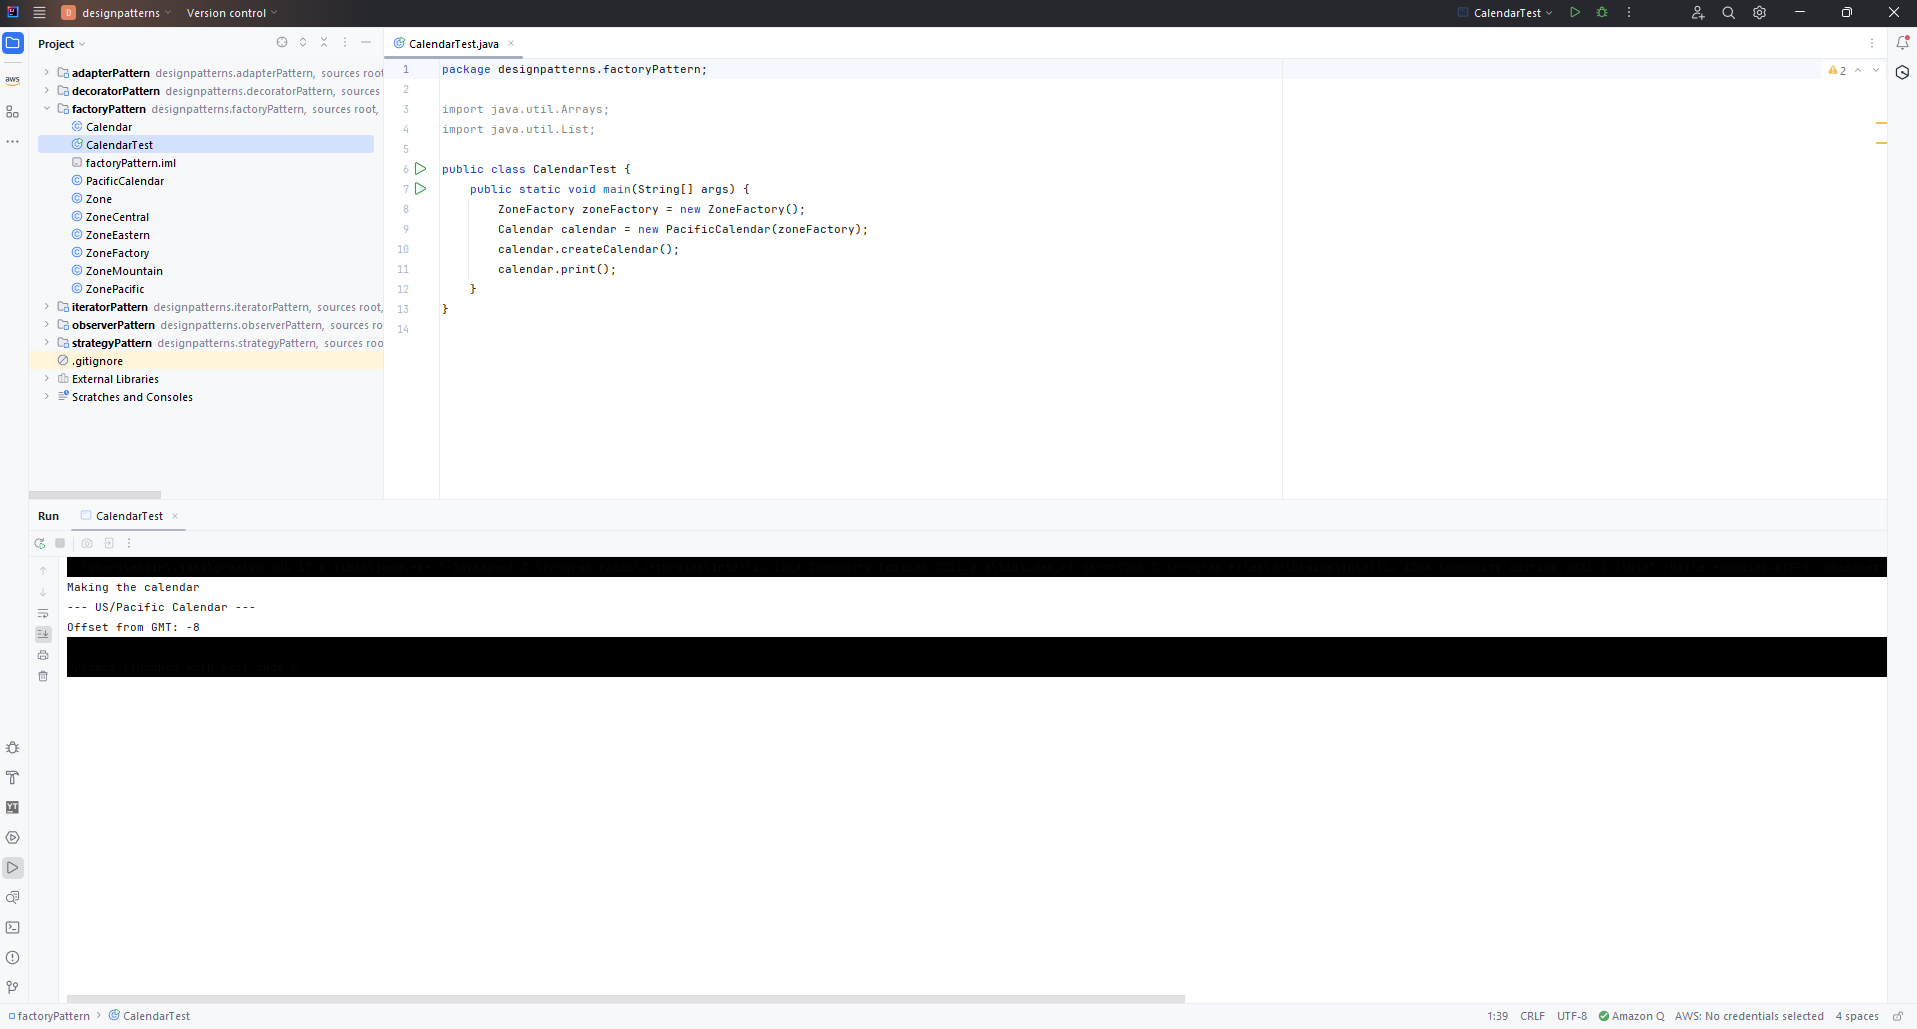 D designpatterns Version control CalendarTest
Project
adapterPattern designpatterns.adapterPattern, sources root
decoratorPattern designpatterns.decoratorPattern, sources
factoryPattern designpatterns.factoryPattern, sources root,
Calendar
CalendarTest
factoryPattern.iml
PacificCalendar
Zone
ZoneCentral
ZoneEastern
ZoneFactory
ZoneMountain
ZonePacific
iteratorPattern designpatterns.iteratorPattern, sources root,
observerPattern designpatterns.observerPattern, sources ro
strategyPattern designpatterns.strategyPattern, sources roo
.gitignore
External Libraries
Scratches and Consoles
aws
CalendarTest.java
2
1 package designpatterns.factoryPattern;
2
3 import java.util.Arrays;
4 import java.util.List;
5
6 public class CalendarTest {
7     public static void main(String[] args) {
8         ZoneFactory zoneFactory = new ZoneFactory();
9         Calendar calendar = new PacificCalendar(zoneFactory);
10         calendar.createCalendar();
11         calendar.print();
12     }
13 }
14
Run CalendarTest
Making the calendar
--- US/Pacific Calendar ---
Offset from GMT: -8
YT
factoryPattern CalendarTest 1:39 CRLF UTF-8 Amazon Q AWS: No credentials selected 4 spaces